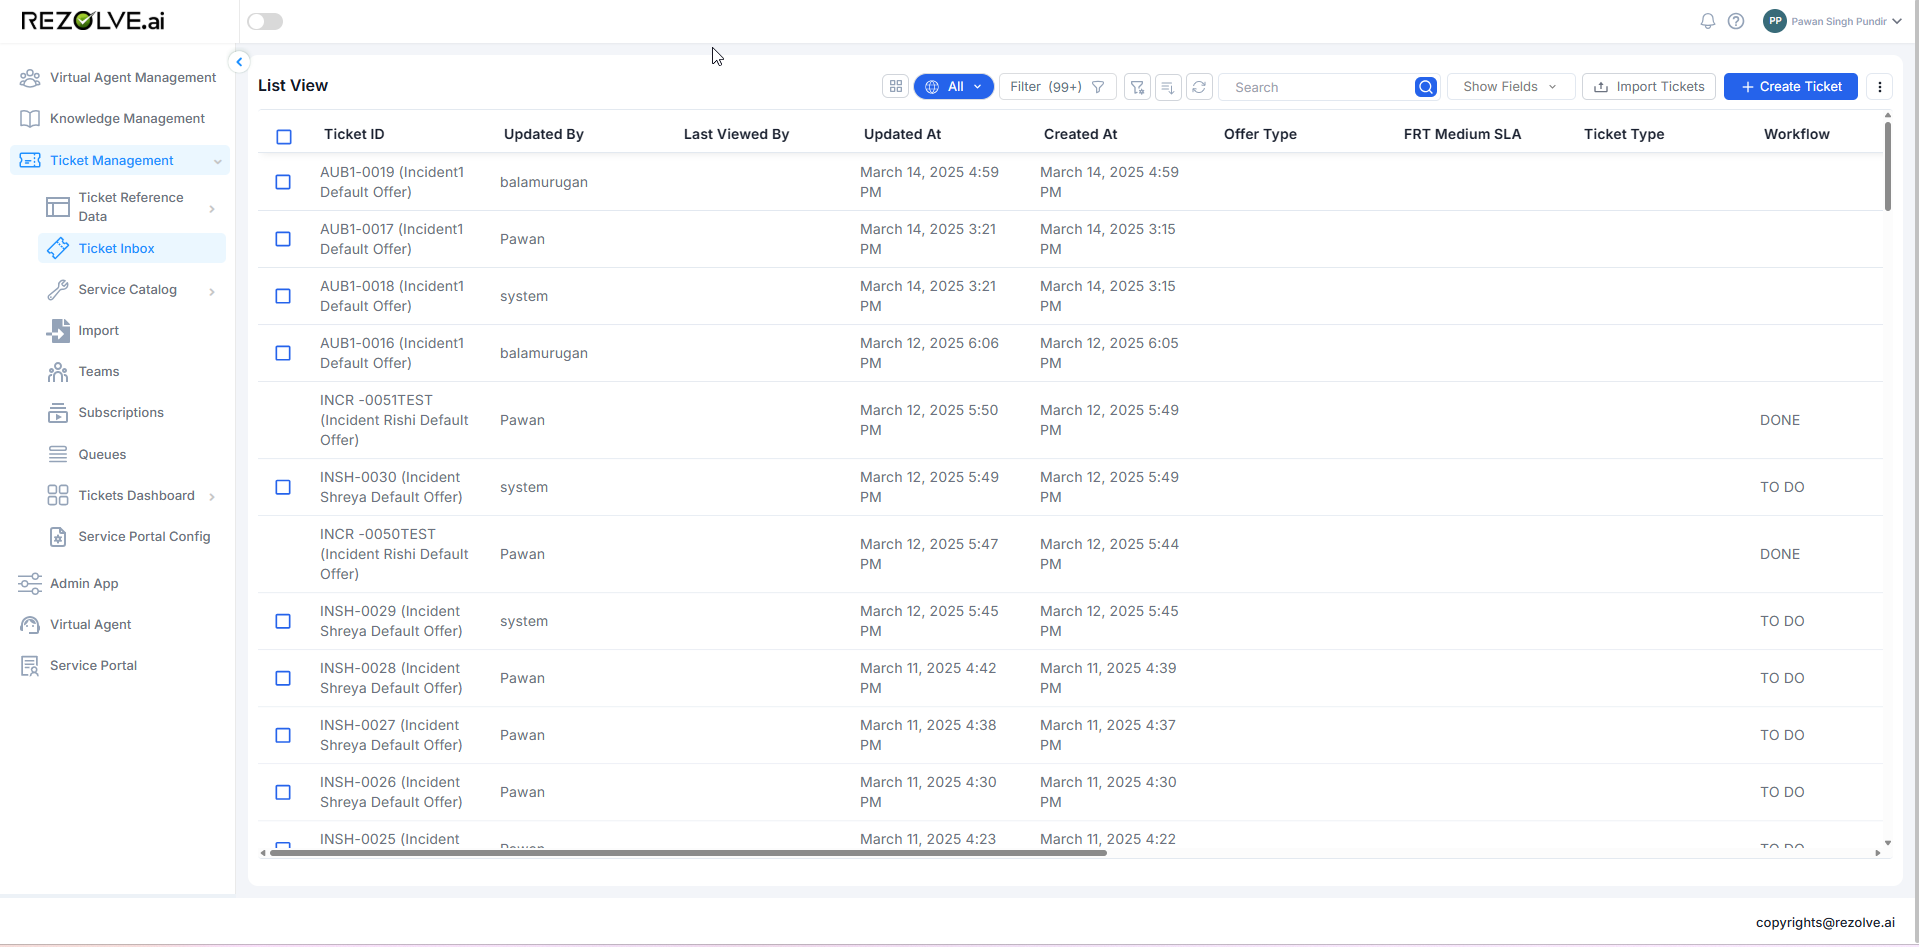 REZOLVE.ai
PP Pawan Singh Pundir
Virtual Agent Management
Knowledge Management
Ticket Management
Ticket Reference
Data
Ticket Inbox
Service Catalog
Import
Teams
Subscriptions
Queues
Tickets Dashboard
Service Portal Config
Admin App
Virtual Agent
Service Portal
List View
All
Filter (99+)
Search
Show Fields
Import Tickets
+ Create Ticket
Ticket ID Updated By Last Viewed By Updated At Created At Offer Type FRT Medium SLA Ticket Type Workflow
AUB1-0019 (Incident1
Default Offer)
balamurugan
March 14, 2025 4:59
PM
March 14, 2025 4:59
PM
AUB1-0017 (Incident1
Default Offer)
Pawan
March 14, 2025 3:21
PM
March 14, 2025 3:15
PM
AUB1-0018 (Incident1
Default Offer)
system
March 14, 2025 3:21
PM
March 14, 2025 3:15
PM
AUB1-0016 (Incident1
Default Offer)
balamurugan
March 12, 2025 6:06
PM
March 12, 2025 6:05
PM
INCR -0051TEST
(Incident Rishi Default
Offer)
Pawan
March 12, 2025 5:50
PM
March 12, 2025 5:49
PM
DONE
INSH-0030 (Incident
Shreya Default Offer)
system
March 12, 2025 5:49
PM
March 12, 2025 5:49
PM
TO DO
INCR -0050TEST
(Incident Rishi Default
Offer)
Pawan
March 12, 2025 5:47
PM
March 12, 2025 5:44
PM
DONE
INSH-0029 (Incident
Shreya Default Offer)
system
March 12, 2025 5:45
PM
March 12, 2025 5:45
PM
TO DO
INSH-0028 (Incident
Shreya Default Offer)
Pawan
March 11, 2025 4:42
PM
March 11, 2025 4:39
PM
TO DO
INSH-0027 (Incident
Shreya Default Offer)
Pawan
March 11, 2025 4:38
PM
March 11, 2025 4:37
PM
TO DO
INSH-0026 (Incident
Shreya Default Offer)
Pawan
March 11, 2025 4:30
PM
March 11, 2025 4:30
PM
TO DO
INSH-0025 (Incident
March 11, 2025 4:23
March 11, 2025 4:22
copyrights@rezolve.ai